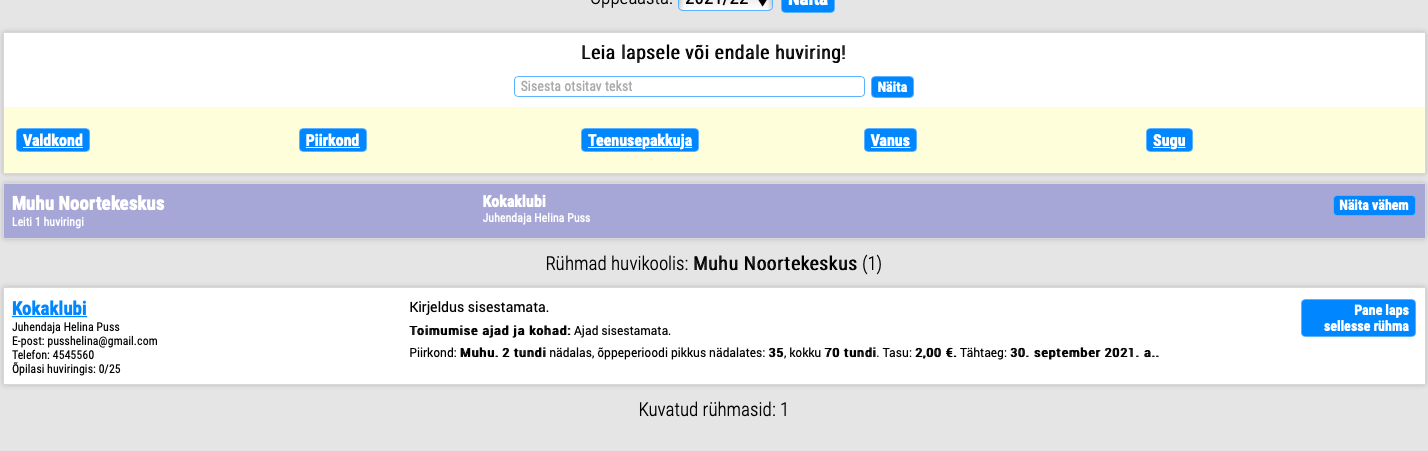 Õppeaasta: 2021/22 Näita
Leia lapsele või endale huviring!
Sisesta otsitav tekst Näita
Valdkond Piirkond Teenusepakkuja Vanus Sugu
Muhu Noortekeskus
Leiti 1 huviringi
Kokaklubi
Juhendaja Helina Puss
Näita vähem
Rühmad huvikoolis: Muhu Noortekeskus (1)
Kokaklubi
Juhendaja Helina Puss
E-post: pusshelina@gmail.com
Telefon: 4545560
Õpilasi huviringis: 0/25
Kirjeldus sisestamata.
Toimumise ajad ja kohad: Ajad sisestamata.
Piirkond: Muhu. 2 tundi nädalas, õppeperioodi pikkus nädalates: 35, kokku 70 tundi. Tasu: 2,00 €. Tähtaeg: 30. september 2021. a..
Pane laps
sellesse rühma
Kuvatud rühmasid: 1